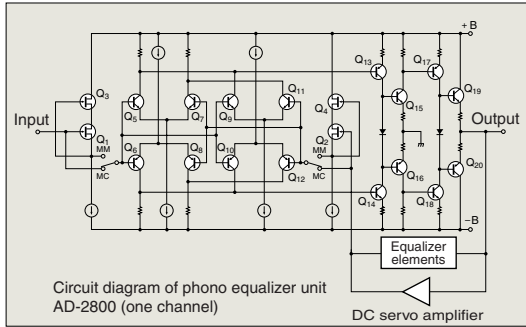 +B
Q13
Q17
Q3
Q11
Q4
Q19
Q5
Q7
Q9
Q15
Input
Output
Q1
Q2
MM
MM
Q6
Q8
Q10
Q20
MC
Q12
MC
Q16
Q14
Q18
−B
Equalizer
elements
Circuit diagram of phono equalizer unit
AD-2800 (one channel)
DC servo amplifier